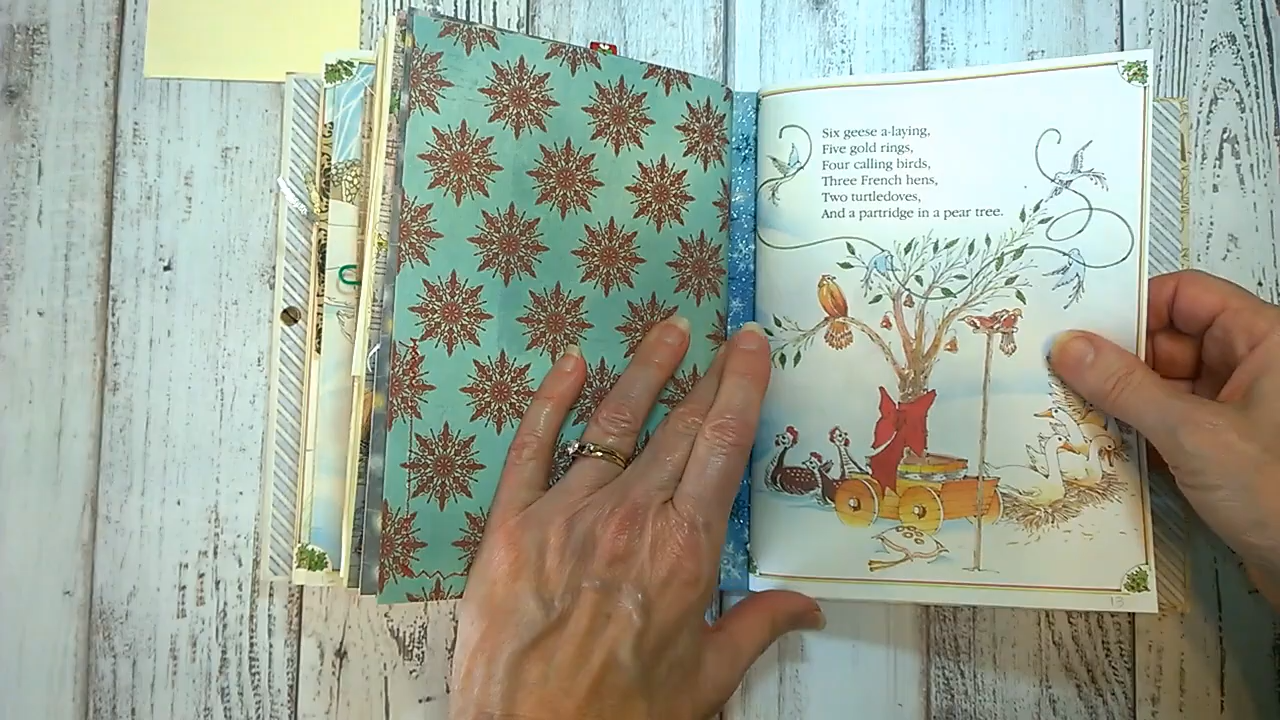 Six geese a-laying,
Five gold rings,
Four calling birds,
Three French hens,
Two turtledoves,
And a partridge in a pear tree.
13